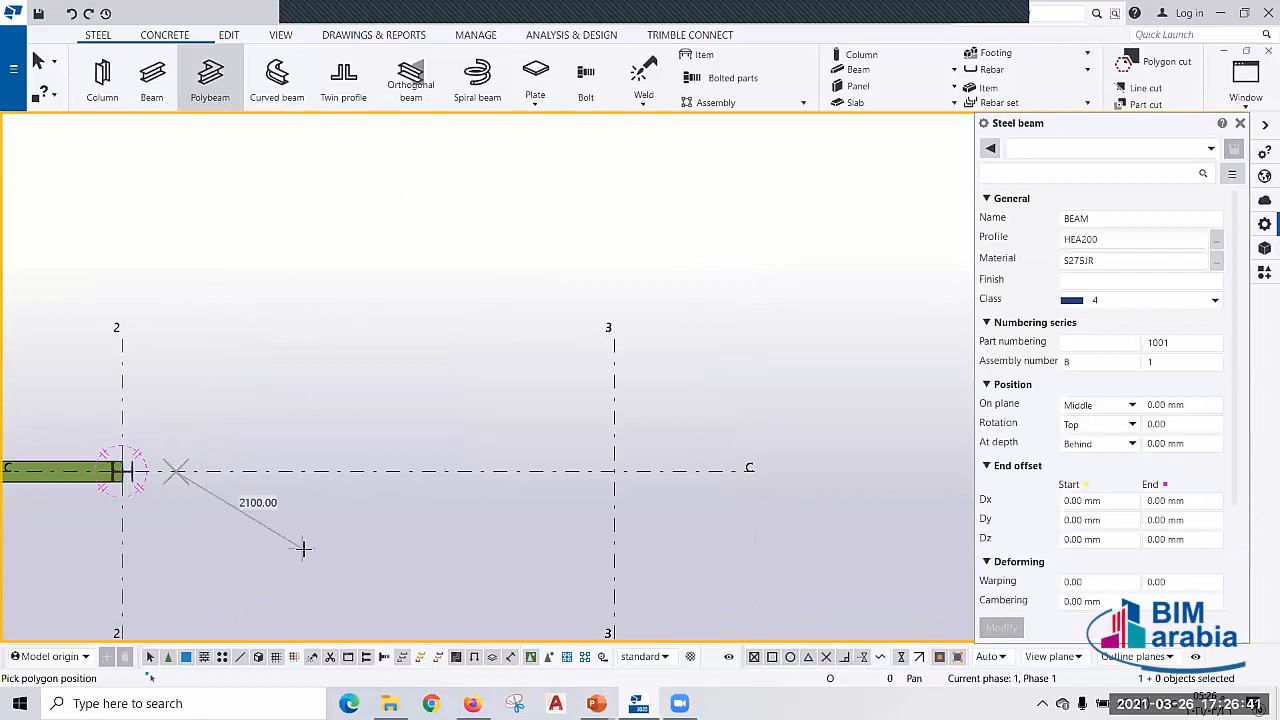 Log in
STEEL CONCRETE EDIT VIEW DRAWINGS & REPORTS MANAGE ANALYSIS & DESIGN TRIMBLE CONNECT Quick Launch
Column Beam Polybeam Curved beam Twin profile Orthogonal beam Spiral beam Plate Bolt Weld
Item
Bolted parts
Assembly
Column
Beam
Panel
Slab
Footing
Rebar
Item
Rebar set
Polygon cut
Line cut
Part cut
Window
2 3
C C
2100.00
2 3
Steel beam
General
Name BEAM
Profile HEA200
Material S275JR
Finish
Class 4
Numbering series
Part numbering 1001
Assembly number B 1
Position
On plane Middle 0.00 mm
Rotation Top 0.00
At depth Behind 0.00 mm
End offset
Start End
Dx 0.00 mm 0.00 mm
Dy 0.00 mm 0.00 mm
Dz 0.00 mm 0.00 mm
Deforming
Warping 0.00 0.00
Cambering 0.00 mm
Modify
BIM
arabia
Model origin standard Auto View plane Outline planes
Pick polygon position O 0 Pan Current phase: 1, Phase 1 1 + 0 objects selected
Type here to search
2021-03-26 17:26:41